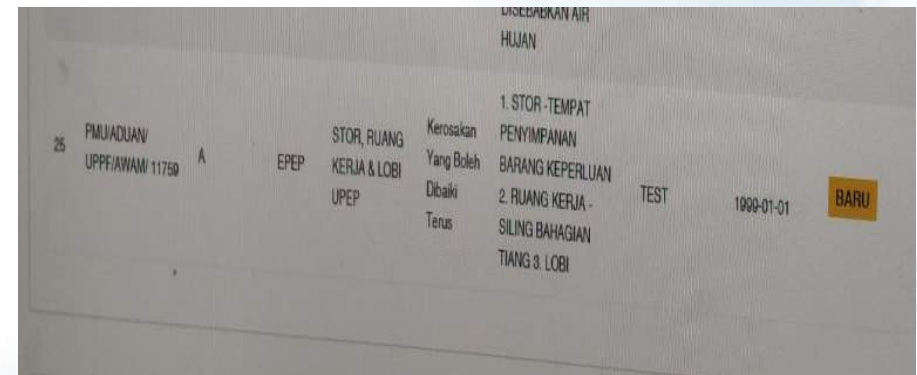 DISEBABKAN AIR
HUJAN
25
PMU/ADUAN/
UPPF/AWAM/ 11759
A
EPEP
STOR, RUANG
KERJA & LOBI
UPEP
Kerosakan
Yang Boleh
Dibaiki
Terus
1. STOR -TEMPAT
PENYIMPANAN
BARANG KEPERLUAN
2. RUANG KERJA -
SILING BAHAGIAN
TIANG 3. LOBI
TEST
1999-01-01
BARU